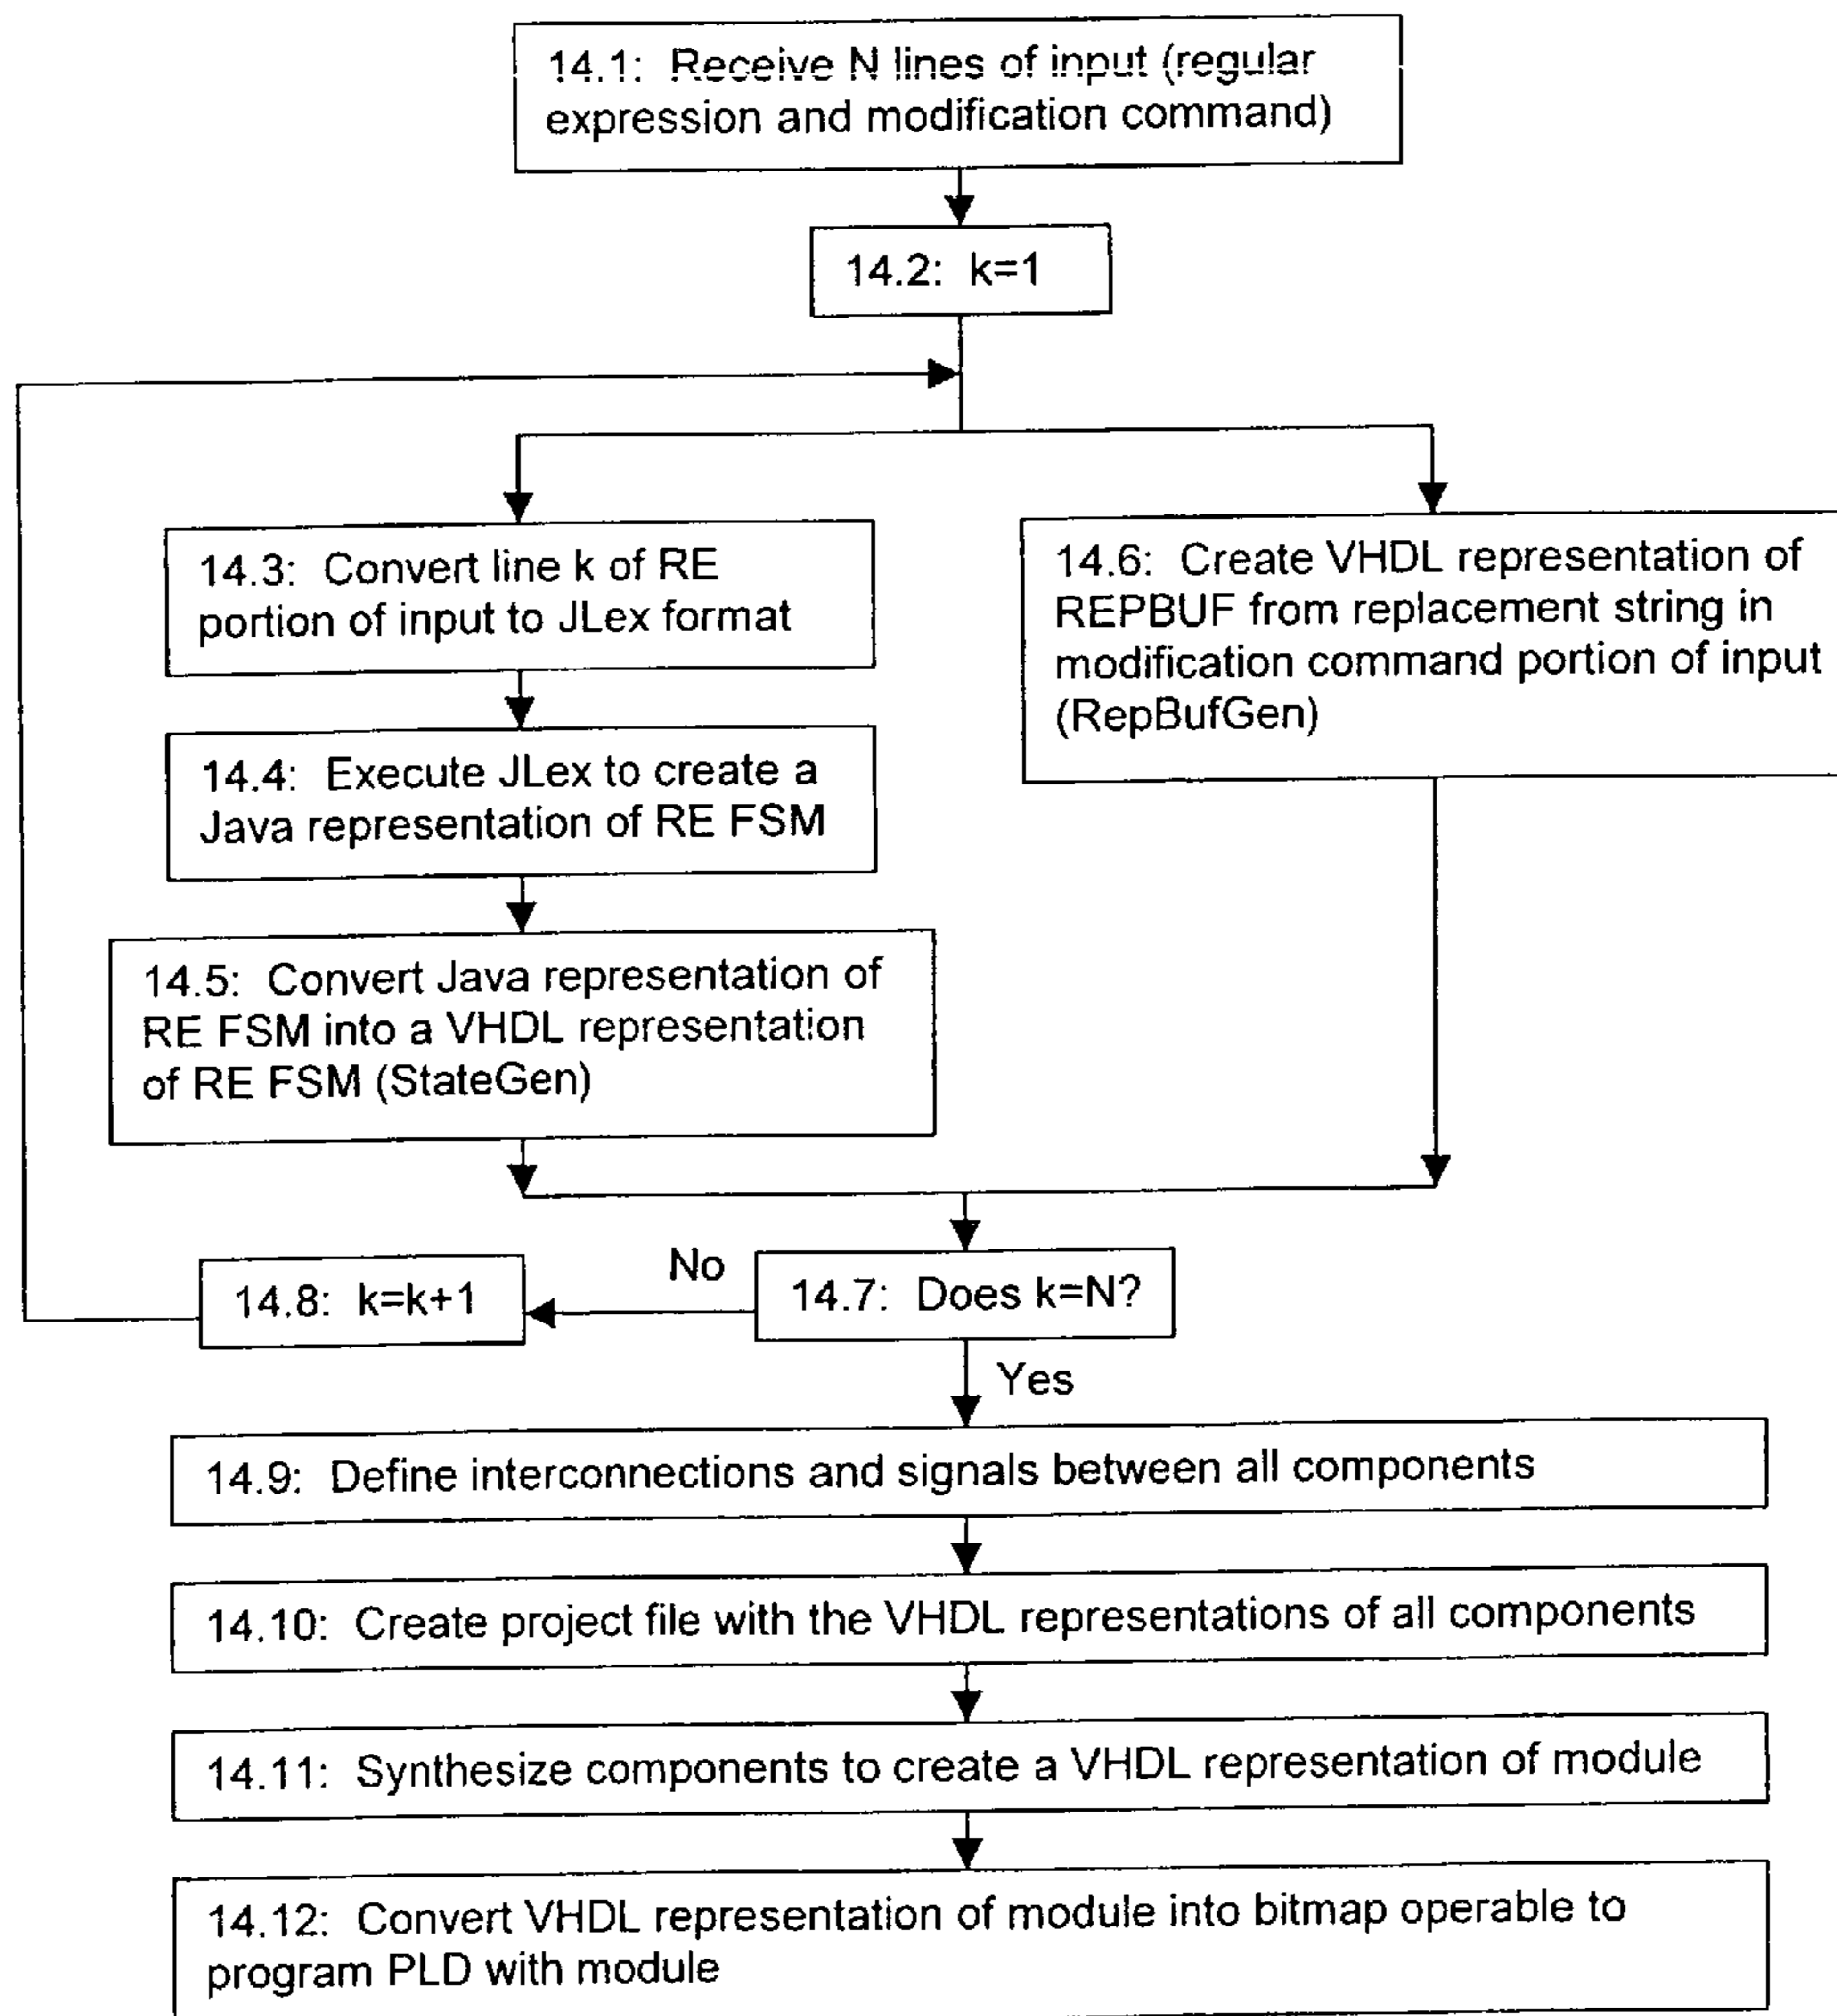 14.1: Receive N lines of input (regular
expression and modification command)
14.2: k=1
14.3: Convert line k of RE
portion of input to JLex format
14.4: Execute JLex to create a
Java representation of RE FSM
14.5: Convert Java representation of
RE FSM into a VHDL representation
of RE FSM (StateGen)
14.6: Create VHDL representation of
REPBUF from replacement string in
modification command portion of input
(RepBufGen)
14.7: Does k=N?
No
14.8: k=k+1
Yes
14.9: Define interconnections and signals between all components
14.10: Create project file with the VHDL representations of all components
14.11: Synthesize components to create a VHDL representation of module
14.12: Convert VHDL representation of module into bitmap operable to
program PLD with module